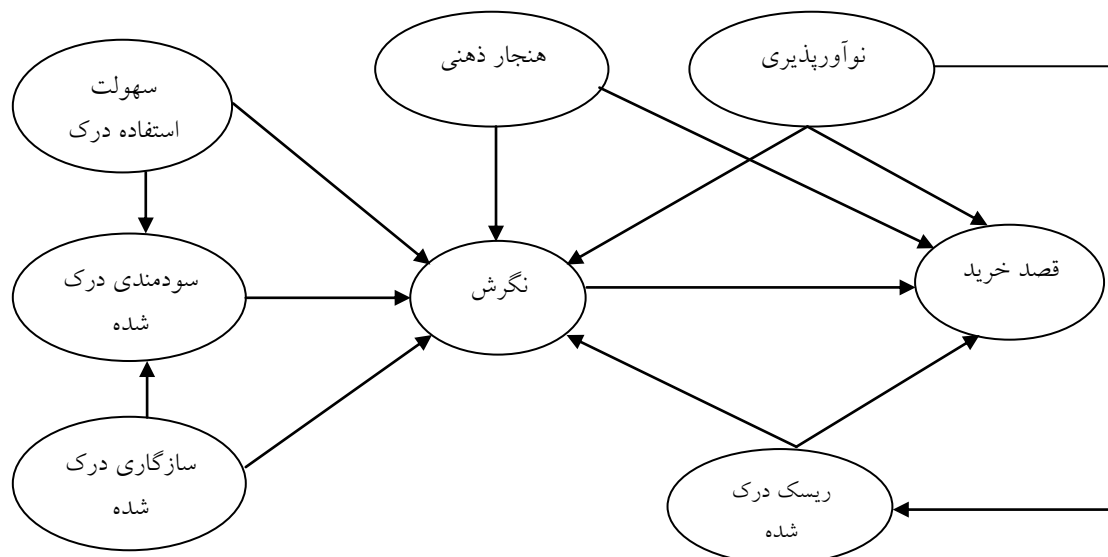 هنجار ذهنی
نوآورپذیری
سهولت
استفاده درک
سودمندی درک
شده
نگرش
قصد خرید
سازگاری درک
شده
ریسک درک
شده